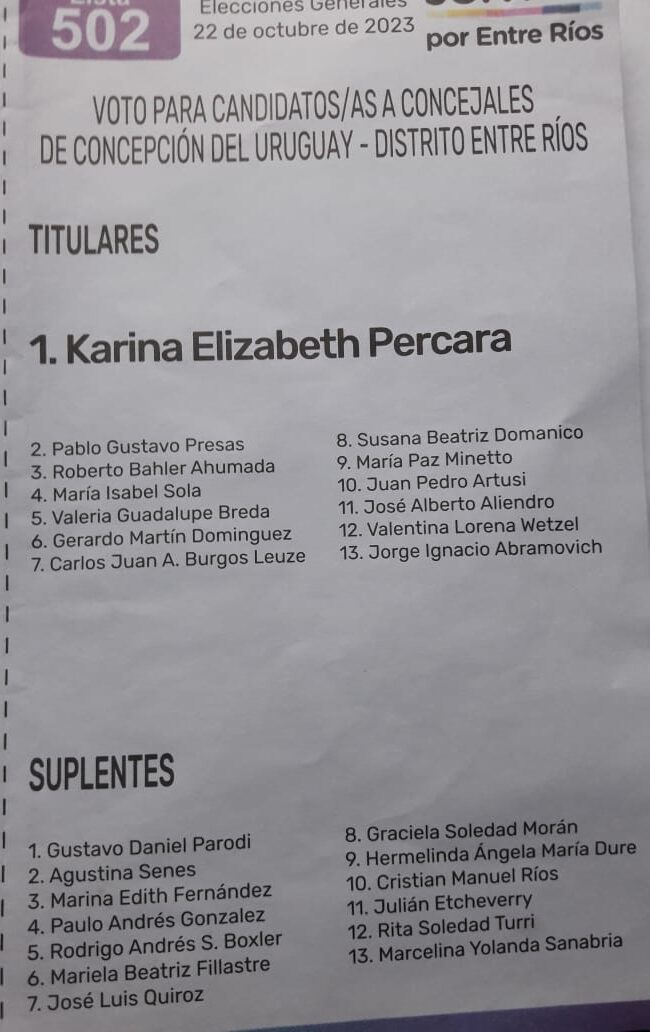 502
Elecciones Generales
22 de octubre de 2023
por Entre Ríos
VOTO PARA CANDIDATOS/AS A CONCEJALES
DE CONCEPCIÓN DEL URUGUAY - DISTRITO ENTRE RÍOS
TITULARES
1. Karina Elizabeth Percara
2. Pablo Gustavo Presas
3. Roberto Bahler Ahumada
4. María Isabel Sola
5. Valeria Guadalupe Breda
6. Gerardo Martín Dominguez
7. Carlos Juan A. Burgos Leuze
8. Susana Beatriz Domanico
9. María Paz Minetto
10. Juan Pedro Artusi
11. José Alberto Aliendro
12. Valentina Lorena Wetzel
13. Jorge Ignacio Abramovich
SUPLENTES
1. Gustavo Daniel Parodi
2. Agustina Senes
3. Marina Edith Fernández
4. Paulo Andrés Gonzalez
5. Rodrigo Andrés S. Boxler
6. Mariela Beatriz Fillastre
7. José Luis Quiroz
8. Graciela Soledad Morán
9. Hermelinda Ángela María Dure
10. Cristian Manuel Ríos
11. Julián Etcheverry
12. Rita Soledad Turri
13. Marcelina Yolanda Sanabria